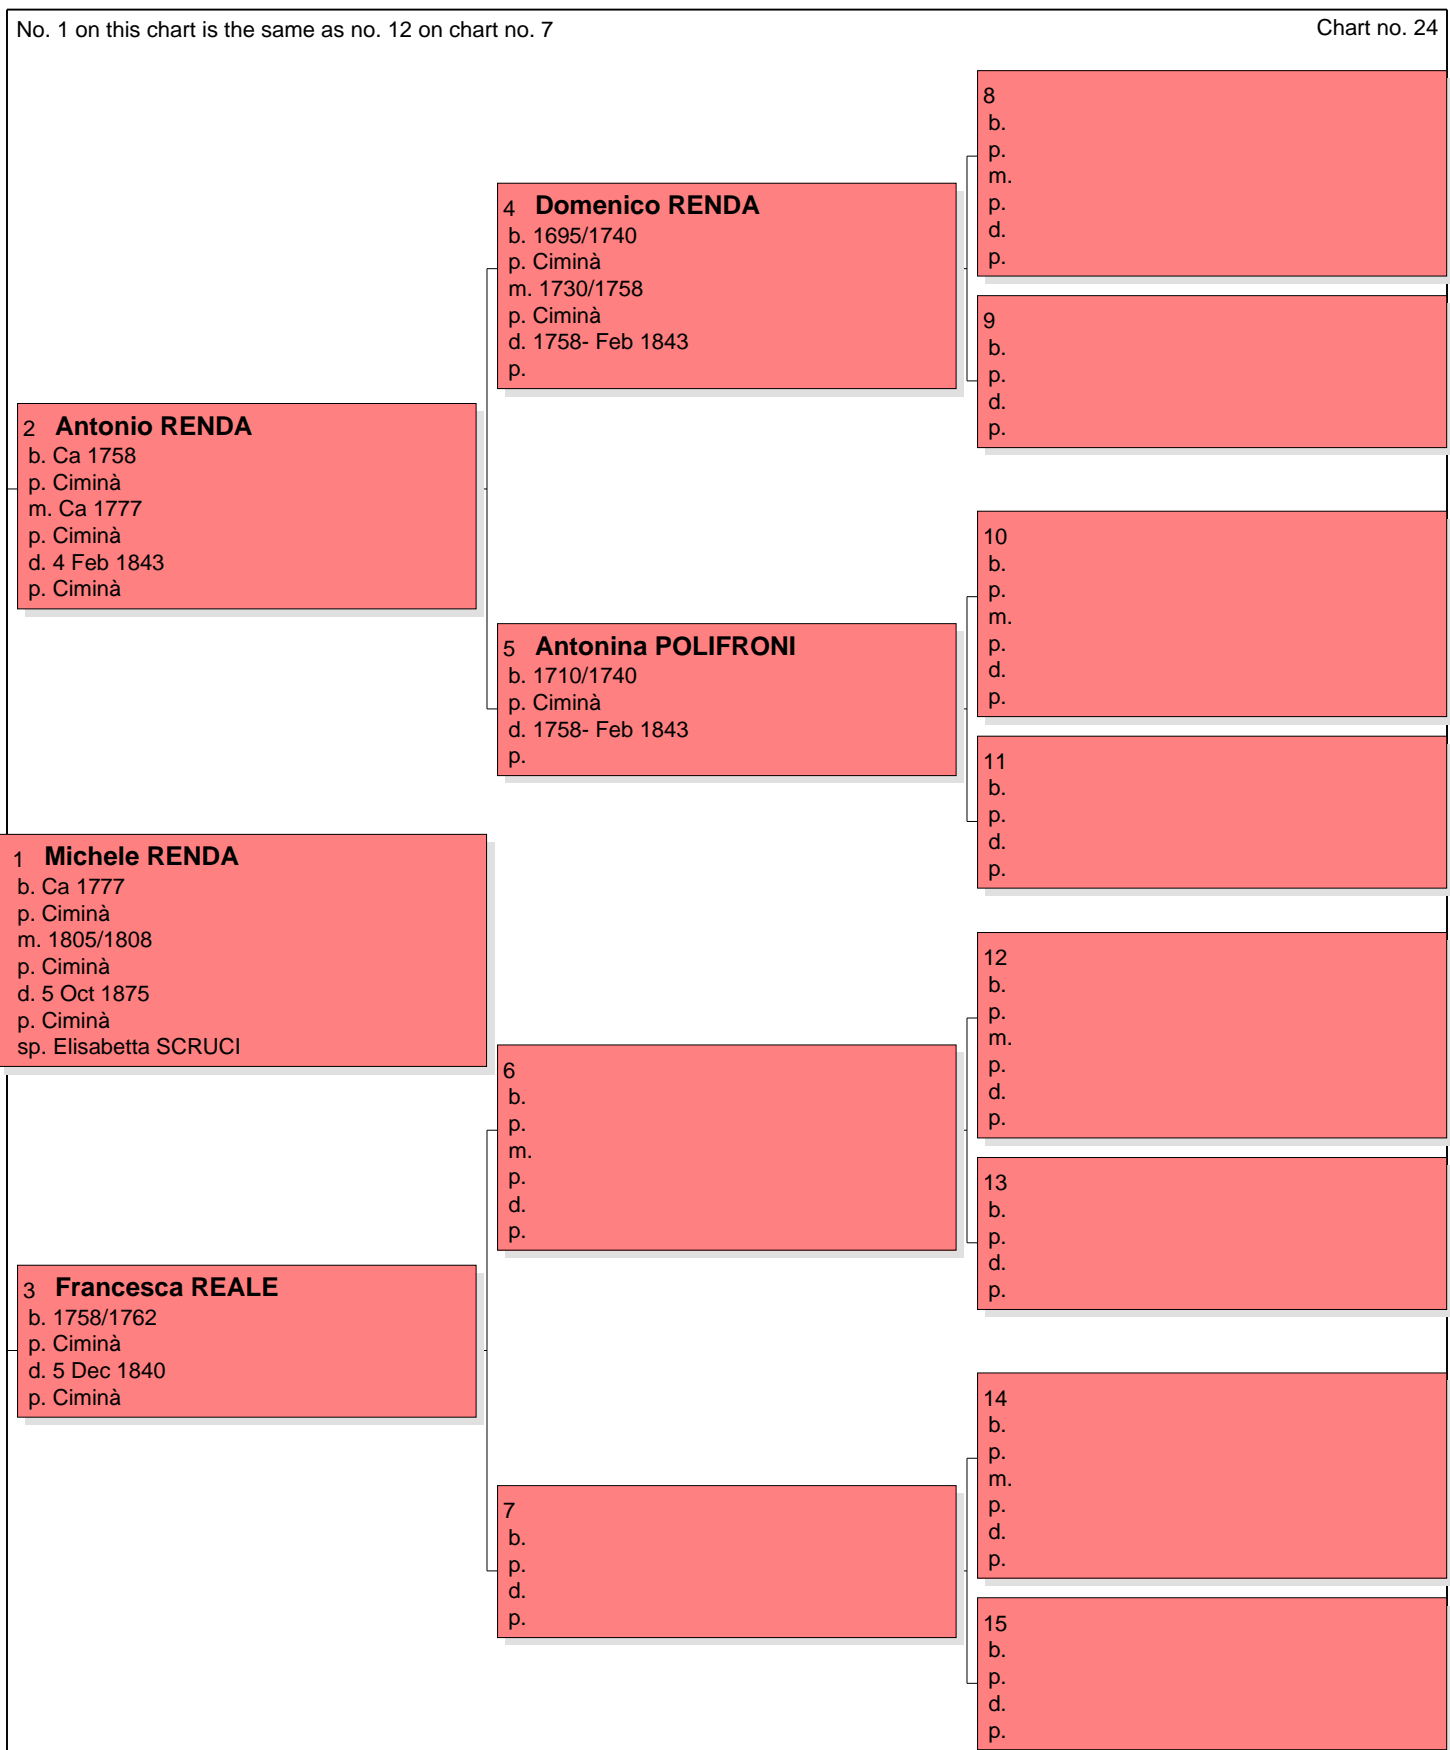 No. 1 on this chart is the same as no. 12 on chart no. 7
Chart no. 24
8
b.
p.
m.
p.
d.
p.
4 Domenico RENDA
b. 1695/1740
p. Ciminà
m. 1730/1758
p. Ciminà
d. 1758- Feb 1843
p.
9
b.
p.
d.
p.
2 Antonio RENDA
b. Ca 1758
p. Ciminà
m. Ca 1777
p. Ciminà
d. 4 Feb 1843
p. Ciminà
10
b.
p.
m.
p.
d.
p.
5 Antonina POLIFRONI
b. 1710/1740
p. Ciminà
d. 1758- Feb 1843
p.
11
b.
p.
d.
p.
1 Michele RENDA
b. Ca 1777
p. Ciminà
m. 1805/1808
p. Ciminà
d. 5 Oct 1875
p. Ciminà
sp. Elisabetta SCRUCI
12
b.
p.
m.
p.
d.
p.
6
b.
p.
m.
p.
d.
p.
13
b.
p.
d.
p.
3 Francesca REALE
b. 1758/1762
p. Ciminà
d. 5 Dec 1840
p. Ciminà
14
b.
p.
m.
p.
d.
p.
7
b.
p.
d.
p.
15
b.
p.
d.
p.